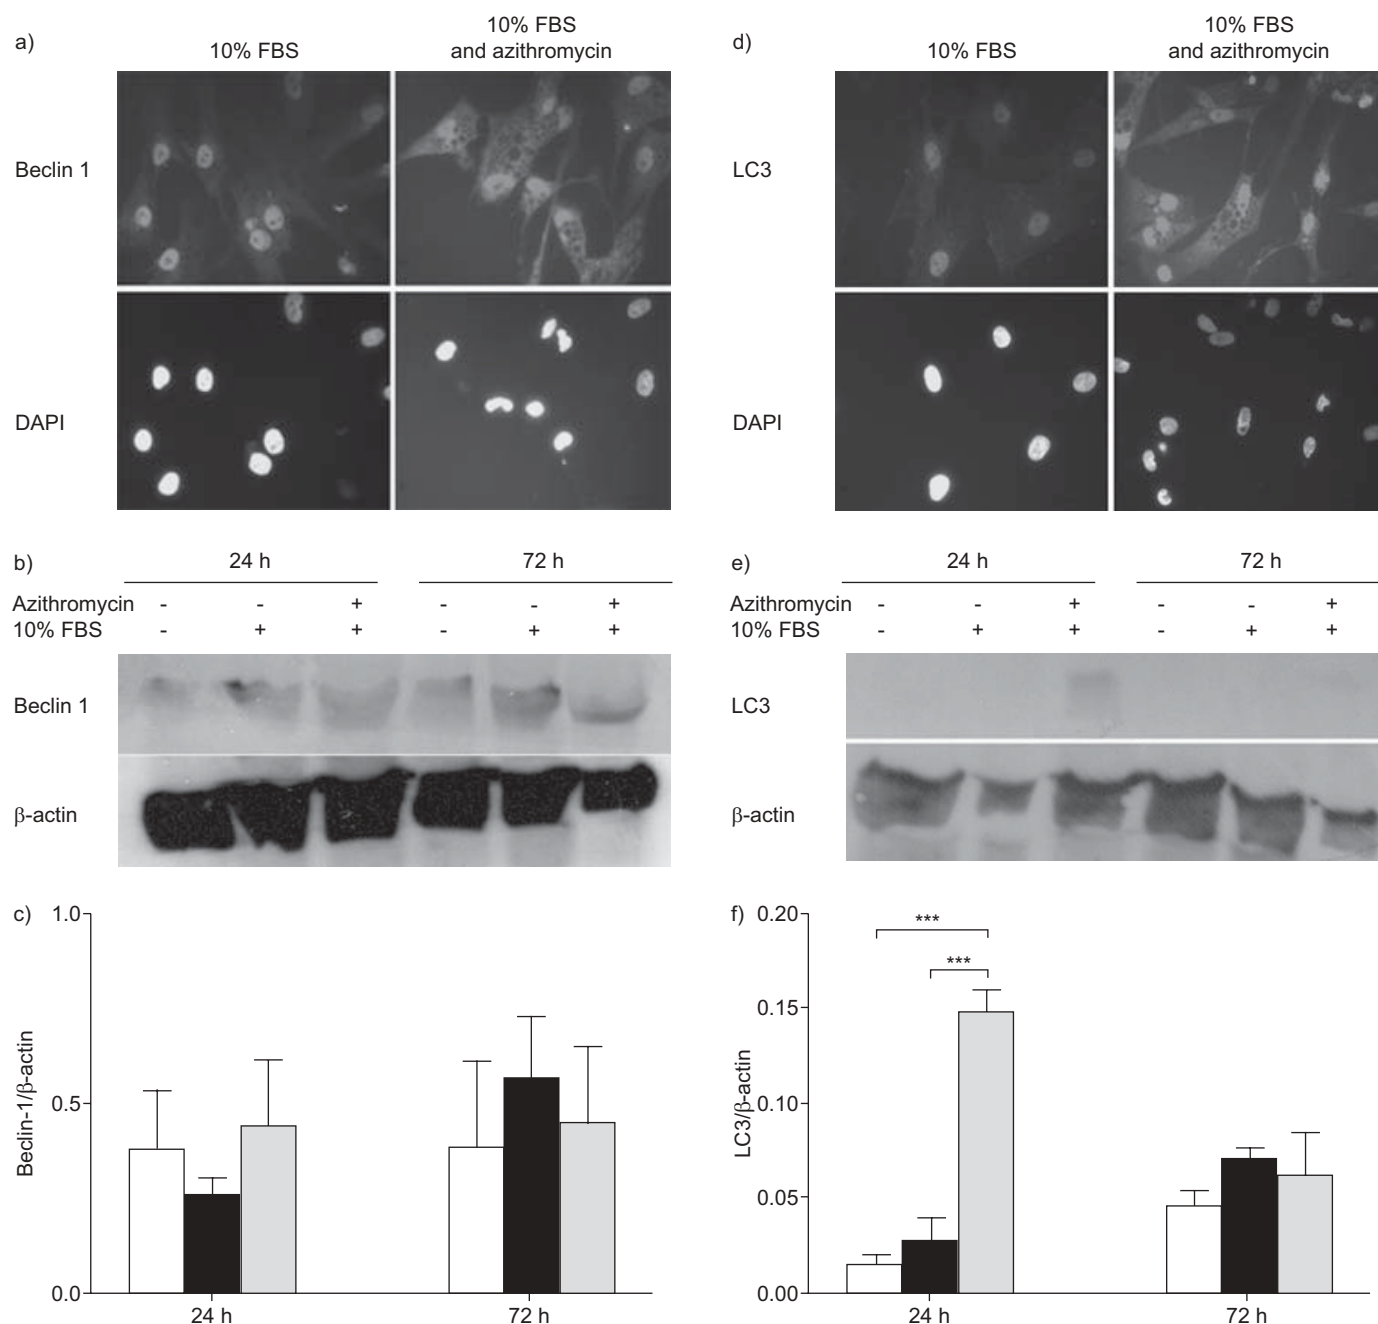 a)
10% FBS
10% FBS
and azithromycin
Beclin 1
DAPI
b)
24 h
72 h
Azithromycin - - + - - +
10% FBS - + + - + +
Beclin 1
β-actin
c)
1.0
0.5
0.0
Beclin-1/β-actin
24 h
72 h
d)
10% FBS
10% FBS
and azithromycin
LC3
DAPI
e)
24 h
72 h
Azithromycin - - + - - +
10% FBS - + + - + +
LC3
β-actin
f)
0.20
0.15
0.10
0.05
0.00
LC3/β-actin
***
***
24 h
72 h